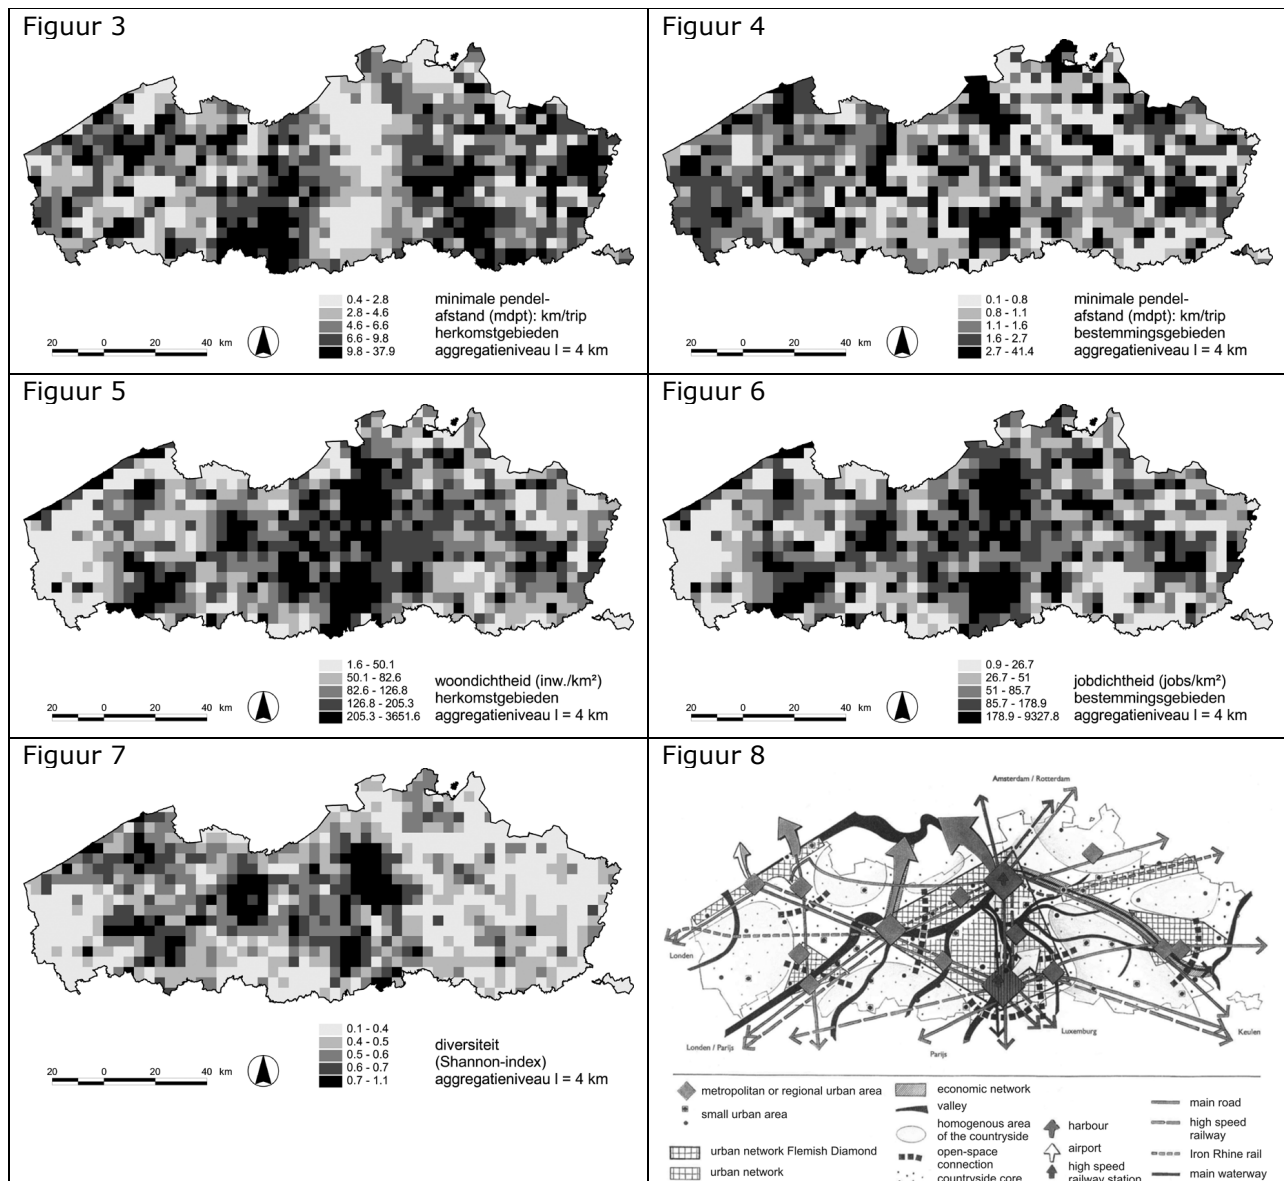 Figuur 3
0.4 - 2.8
2.8 - 4.6
4.6 - 6.6
6.6 - 9.8
9.8 - 37.9
minimale pendel-
afstand (mdpt): km/trip
herkomstgebieden
aggregatieniveau l = 4 km
20 0 20 40 km
Figuur 4
0.1 - 0.8
0.8 - 1.1
1.1 - 1.6
1.6 - 2.7
2.7 - 41.4
minimale pendel-
afstand (mdpt): km/trip
bestemmingsgebieden
aggregatieniveau l = 4 km
20 0 20 40 km
Figuur 5
1.6 - 50.1
50.1 - 82.6
82.6 - 126.8
126.8 - 205.3
205.3 - 3651.6
woondichtheid (inw./km²)
herkomstgebieden
aggregatieniveau l = 4 km
20 0 20 40 km
Figuur 6
0.9 - 26.7
26.7 - 51
51 - 85.7
85.7 - 178.9
178.9 - 9327.8
jobdichtheid (jobs/km²)
bestemmingsgebieden
aggregatieniveau l = 4 km
20 0 20 40 km
Figuur 7
0.1 - 0.4
0.4 - 0.5
0.5 - 0.6
0.6 - 0.7
0.7 - 1.1
diversiteit
(Shannon-index)
aggregatieniveau l = 4 km
20 0 20 40 km
Figuur 8
Amsterdam / Rotterdam
Londen
Londen / Parijs
Parijs
Luxemburg
Keulen
metropolitan or regional urban area
small urban area
urban network Flemish Diamond
urban network
economic network
valley
homogenous area
of the countryside
open-space
connection
countryside core
harbour
airport
high speed
railway station
main road
high speed
railway
Iron Rhine rail
main waterway